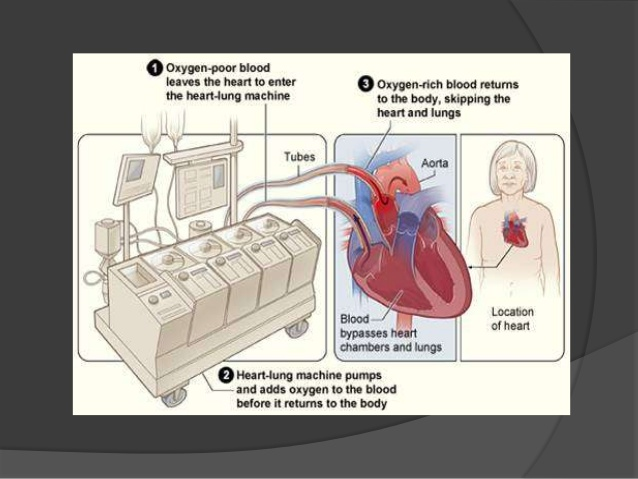 1 Oxygen-poor blood
leaves the heart to enter
the heart-lung machine
3 Oxygen-rich blood returns
to the body, skipping the
heart and lungs
Tubes
Aorta
Blood
bypasses heart
chambers and lungs
Location
of heart
2 Heart-lung machine pumps
and adds oxygen to the blood
before it returns to the body